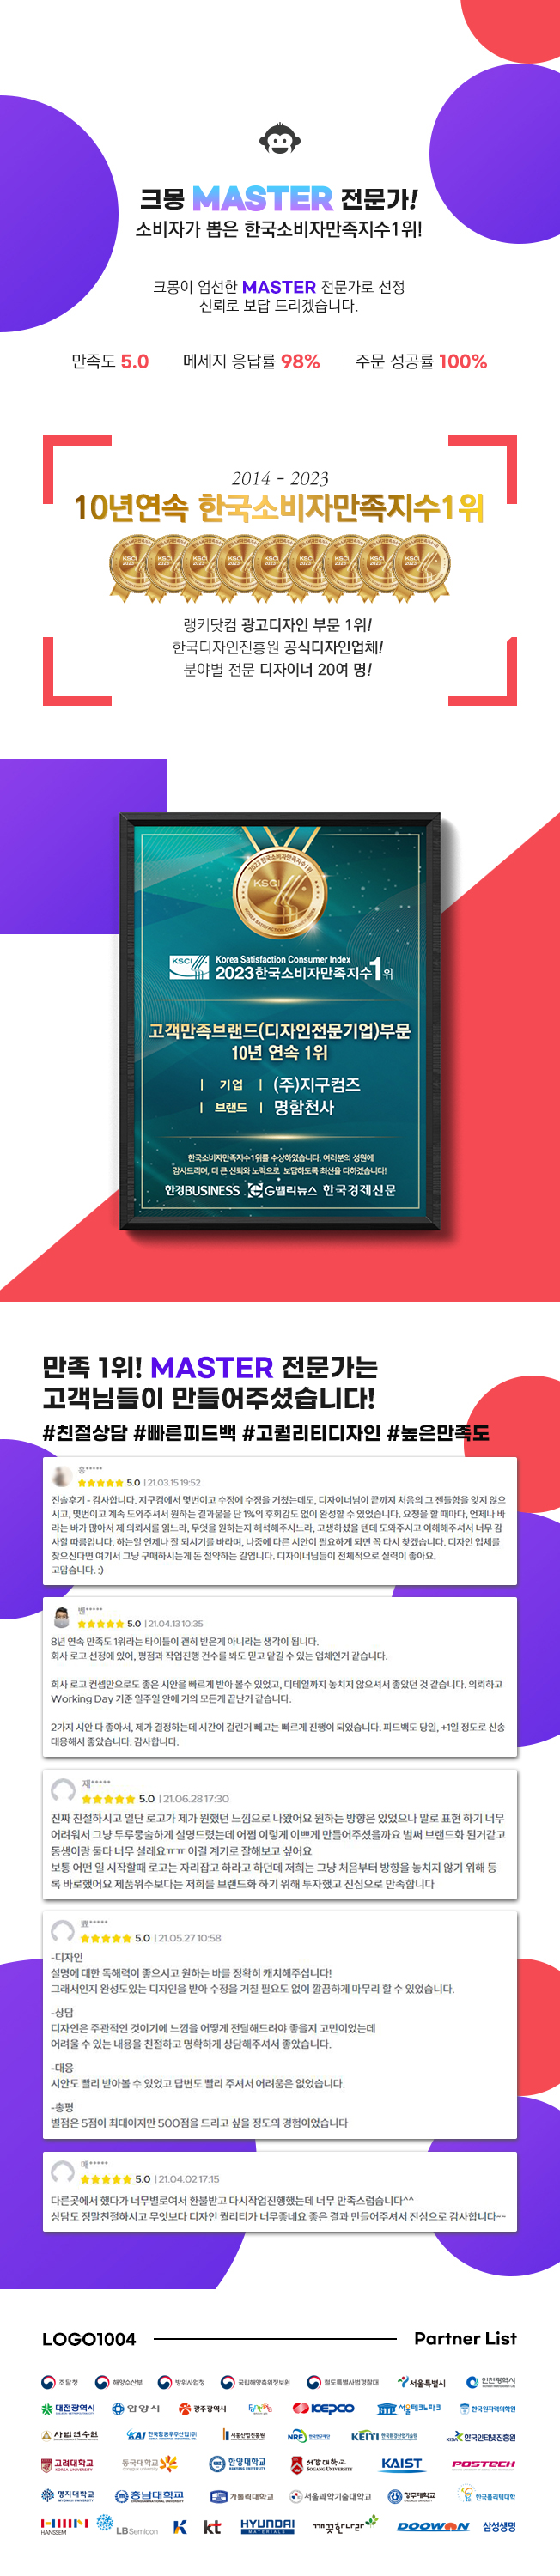 크몽 MASTER 전문가!
소비자가 뽑은 한국소비자만족지수1위!
크몽이 엄선한 MASTER 전문가로 선정
신뢰로 보답 드리겠습니다.
만족도 5.0 | 메세지 응답률 98% | 주문 성공률 100%
2014 - 2023
10년연속 한국소비자만족지수1위
랭키닷컴 광고디자인 부문 1위!
한국디자인진흥원 공식디자인업체!
분야별 전문 디자이너 20여 명!
KSCI
KSCI Korea Satisfaction Consumer Index
2023한국소비자만족지수1위
고객만족브랜드(디자인전문기업)부문
10년 연속 1위
| 기업 | (주)지구컴즈
| 브랜드 | 명함천사
한국소비자만족지수1위를 수상하였습니다. 여러분의 성원에
감사드리며, 더 큰 신뢰와 노력으로 보답하도록 최선을 다하겠습니다!
한경BUSINESS G밸리뉴스 한국경제신문
만족 1위! MASTER 전문가는
고객님들이 만들어주셨습니다!
#친절상담 #빠른피드백 #고퀄리티디자인 #높은만족도
홍*****
5.0 | 21.03.15 19:52
진솔후기 - 감사합니다. 지구컴에서 몇번이고 수정에 수정을 거쳤는데도, 디자이너님이 끝까지 처음의 그 젠틀함을 잊지 않으
시고, 몇번이고 계속 도와주셔서 원하는 결과물을 단 1%의 후회감도 없이 완성할 수 있었습니다. 요청을 할 때마다, 언제나 바
라는 바가 많아서 제 의뢰서를 읽느라, 무엇을 원하는지 해석해주시느라, 고생하셨을 텐데 도와주시고 이해해주셔서 너무 감
사할 따름입니다. 하는일 언제나 잘 되시기를 바라며, 나중에 다른 시안이 필요하게 되면 꼭 다시 찾겠습니다. 디자인 업체를
찾으신다면 여기서 그냥 구매하시는게 돈 절약하는 길입니다. 디자이너님들이 전체적으로 실력이 좋아요.
고맙습니다. :)
벤*****
5.0 | 21.04.13 10:35
8년 연속 만족도 1위라는 타이틀이 괜히 받은게 아니라는 생각이 됩니다.
회사 로고 선정에 있어, 평점과 작업진행 건수를 봐도 믿고 맡길 수 있는 업체인거 같습니다.
회사 로고 컨셉만으로도 좋은 시안을 빠르게 받아 볼수 있었고, 디테일까지 놓치지 않으셔서 좋았던 것 같습니다. 의뢰하고
Working Day 기준 일주일 안에 거의 모든게 끝난거 같습니다.
2가지 시안 다 좋아서, 제가 결정하는데 시간이 걸린거 빼고는 빠르게 진행이 되었습니다. 피드백도 당일, +1일 정도로 신송
대응해서 좋았습니다. 감사합니다.
재*****
5.0 | 21.06.28 17:30
진짜 친절하시고 일단 로고가 제가 원했던 느낌으로 나왔어요 원하는 방향은 있었으나 말로 표현 하기 너무
어려워서 그냥 두루뭉술하게 설명드렸는데 어쩜 이렇게 이쁘게 만들어주셨을까요 벌써 브랜드화 된기같고
동생이랑 둘다 너무 설레요ㅠㅠ 이걸 계기로 잘해보고 싶어요
보통 어떤 일 시작할때 로고는 자리잡고 하라고 하던데 저희는 그냥 처음부터 방향을 놓치지 않기 위해 등
록 바로했어요 제품위주보다는 저희를 브랜드화 하기 위해 투자했고 진심으로 만족합니다
5.0 | 21.05.27 10:58
-디자인
설명에 대한 독해력이 좋으시고 원하는 바를 정확히 캐치해주십니다!
그래서인지 완성도있는 디자인을 받아 수정을 거칠 필요도 없이 깔끔하게 마무리 할 수 있었습니다.
-상담
디자인은 주관적인 것이기에 느낌을 어떻게 전달해드려야 좋을지 고민이었는데
어려울 수 있는 내용을 친절하고 명확하게 상담해주셔서 좋았습니다.
-대응
시안도 빨리 받아볼 수 있었고 답변도 빨리 주셔서 어려움은 없었습니다.
-총평
별점은 5점이 최대이지만 500점을 드리고 싶을 정도의 경험이었습니다
매*****
5.0 | 21.04.02 17:15
다른곳에서 했다가 너무별로여서 환불받고 다시작업진행했는데 너무 만족스럽습니다^^
상담도 정말친절하시고 무엇보다 디자인 퀄리티가 너무좋네요 좋은 결과 만들어주셔서 진심으로 감사합니다~~
LOGO1004 Partner List
조달청 해양수산부 방위사업청 국립해양측위정보원 철도특별사법경찰대 서울특별시 인천광역시
대전광역시 안양시 광주광역시 KEPCO 서울테크노파크 한국원자력의학원
사법연수원 KAI 한국항공우주산업(주) 시흥산업진흥원 NRF 한국연구재단 KEITI 한국환경산업기술원 KISA 한국인터넷진흥원
고려대학교 동국대학교 한양대학교 서강대학교 SOGANG UNIVERSITY KAIST POSTECH
명지대학교 충남대학교 가톨릭대학교 서울과학기술대학교 청주대학교 한국폴리텍대학
HANSSEM LB Semicon K kt HYUNDAI MATERIALS 깨끗한나라 DOOWON 삼성생명